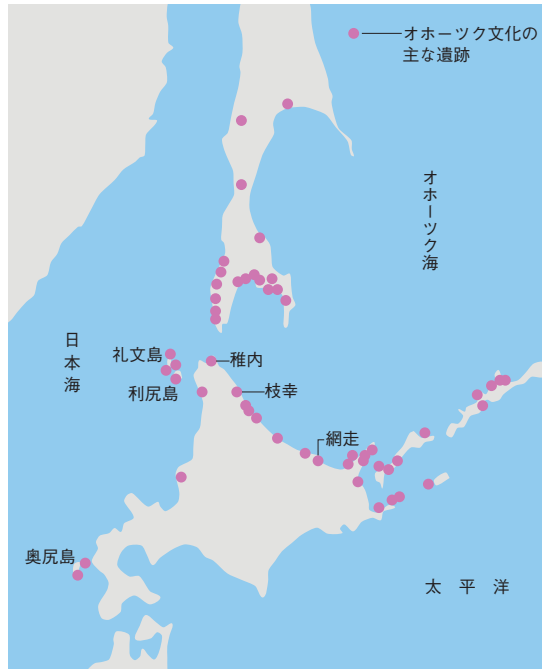 オホーツク文化の
主な遺跡
オホーツク海
日本海
礼文島
稚内
利尻島
枝幸
網走
奥尻島
太平洋